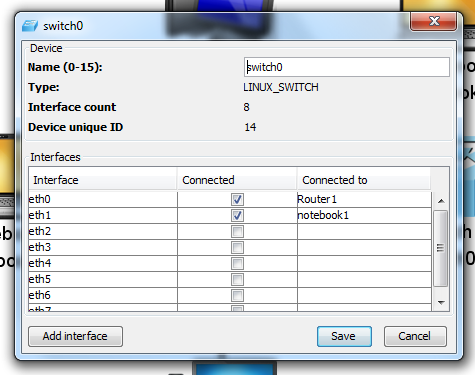 switch0
Device
Name (0-15): switch0
Type: LINUX_SWITCH
Interface count 8
Device unique ID 14
Interfaces
Interface Connected Connected to
eth0 Router1
eth1 notebook1
eth2
eth3
eth4
eth5
eth6
eth7
Add interface Save Cancel